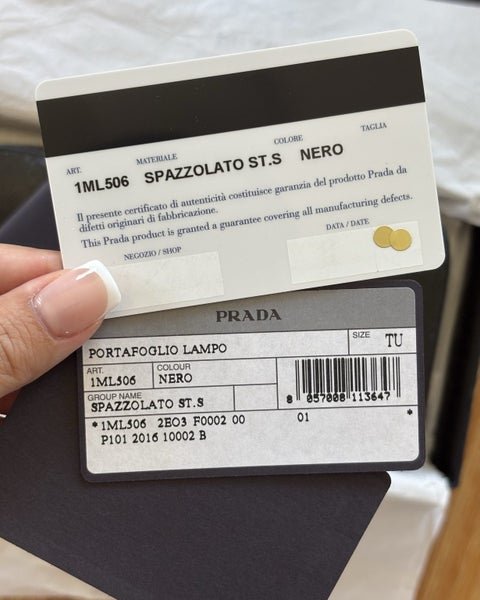 ART.
MATERIALE
COLORE
TAGLIA
1ML506 SPAZZOLATO ST.S NERO
Il presente certificato di autenticità costituisce garanzia del prodotto Prada da
difetti originari di fabbricazione.
This Prada product is granted a guarantee covering all manufacturing defects.
NEGOZIO / SHOP
DATA / DATE
PRADA
PORTAFOGLIO LAMPO
SIZE TU
ART. COLOUR
1ML506 NERO
GROUP NAME
SPAZZOLATO ST.S
8 057008 113647
*1ML506 2EO3 F0002 00 01 *
P101 2016 10002 B